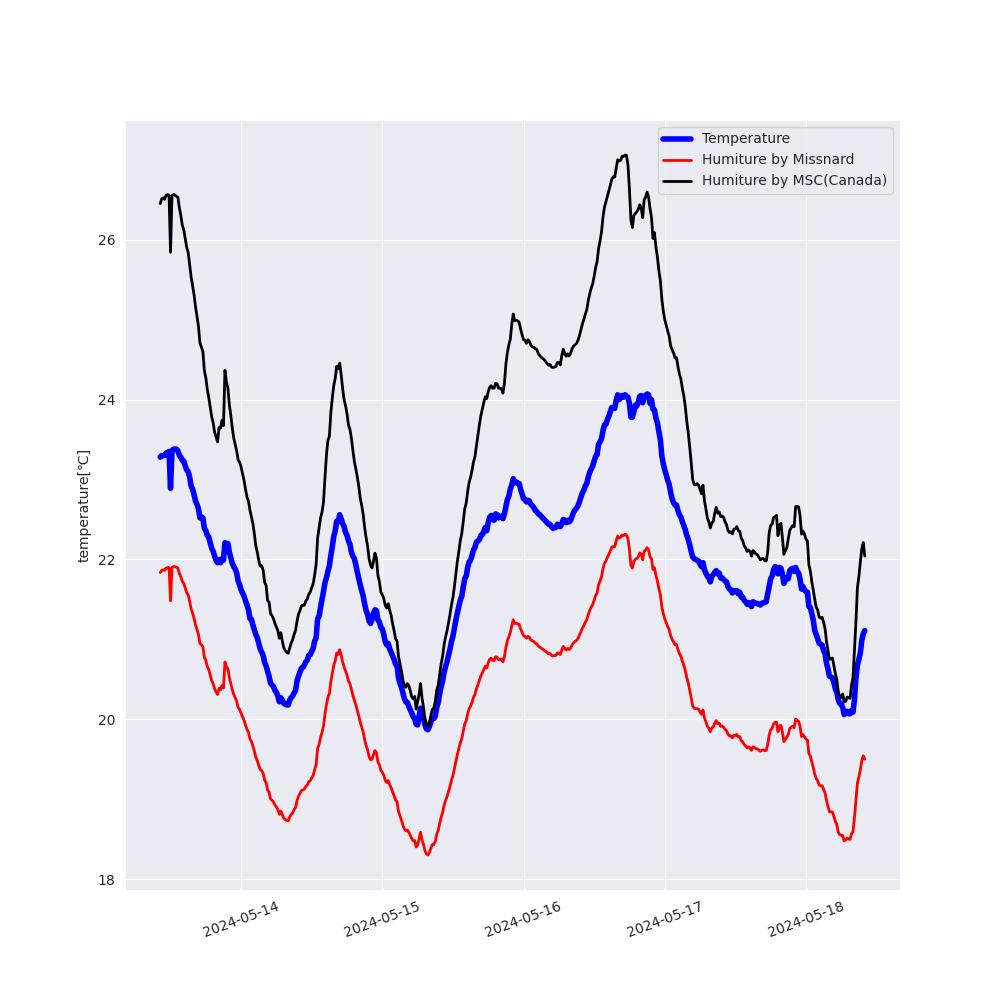 Temperature
Humiture by Missnard
Humiture by MSC(Canada)
temperature[℃]
26
24
22
20
18
2024-05-14
2024-05-15
2024-05-16
2024-05-17
2024-05-18